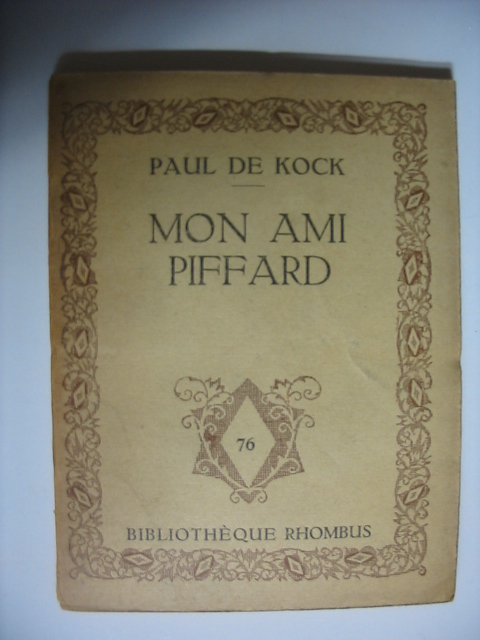 PAUL DE KOCK
MON AMI
PIFFARD
76
BIBLIOTHÈQUE RHOMBUS